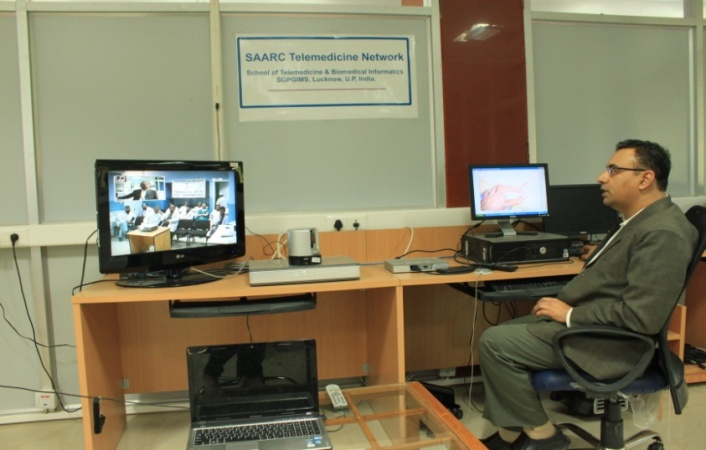 SAARC Telemedicine Network
School of Telemedicine & Biomedical Informatics
SGPGIMS, Lucknow, U.P, India.
LG